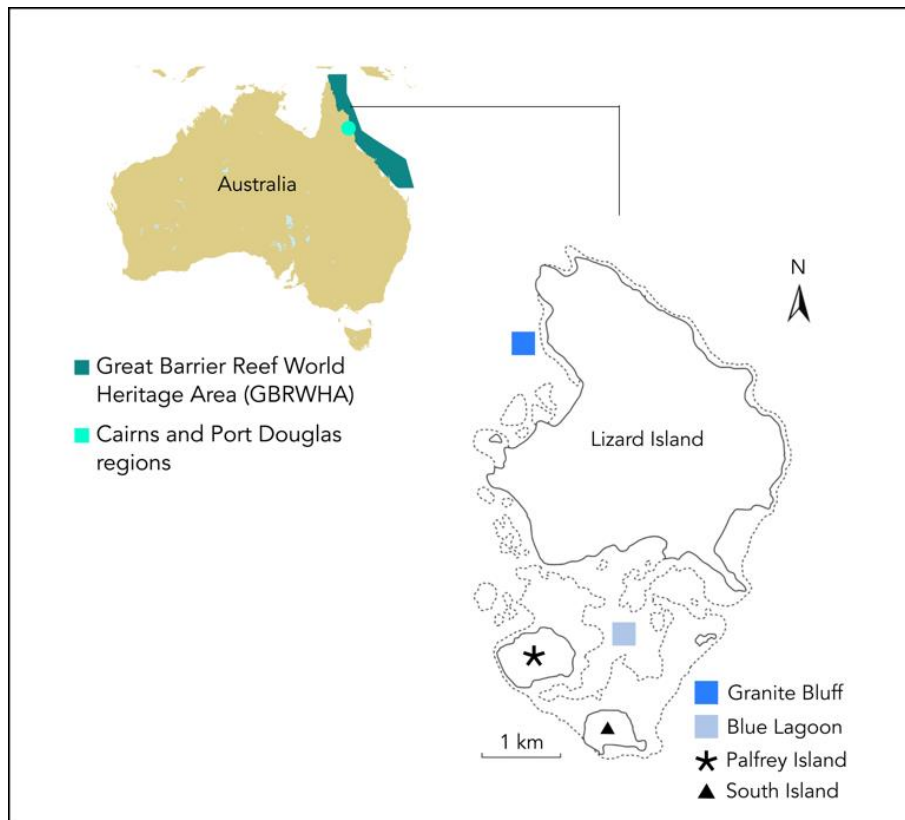 Australia
Great Barrier Reef World
Heritage Area (GBRWHA)
Cairns and Port Douglas
regions
N
Lizard Island
Granite Bluff
Blue Lagoon
Palfrey Island
South Island
1 km